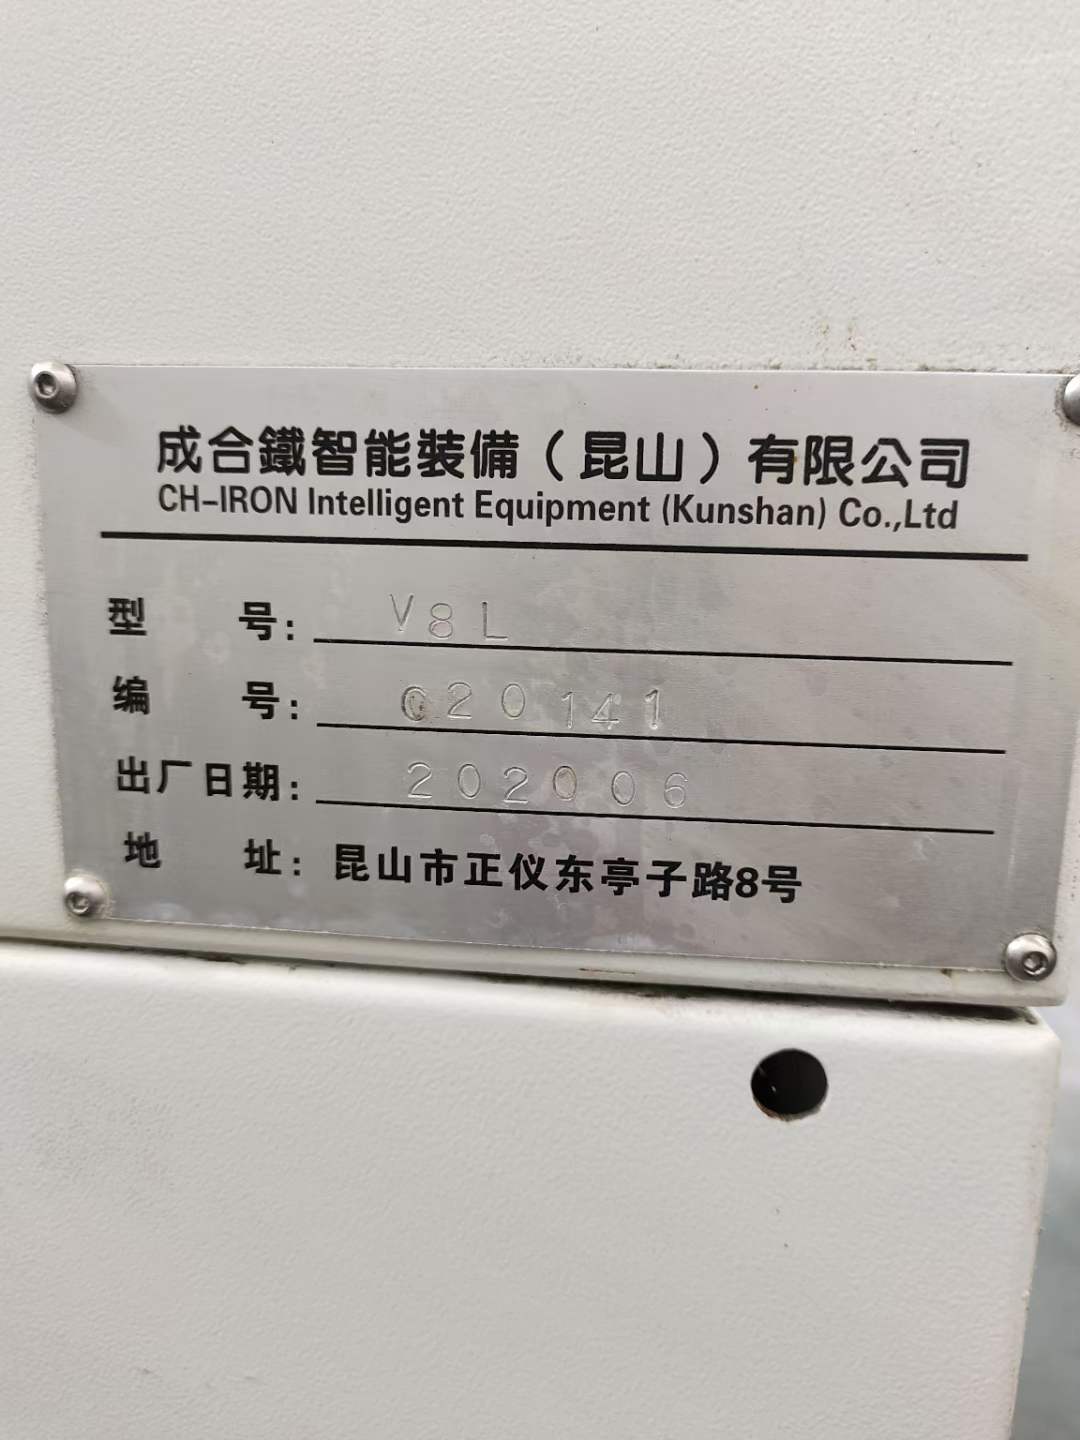 成合鐵智能裝備（昆山）有限公司
CH-IRON Intelligent Equipment (Kunshan) Co.,Ltd
型 号: V8L
编 号: C20141
出厂日期: 202006
地 址: 昆山市正仪东亭子路8号